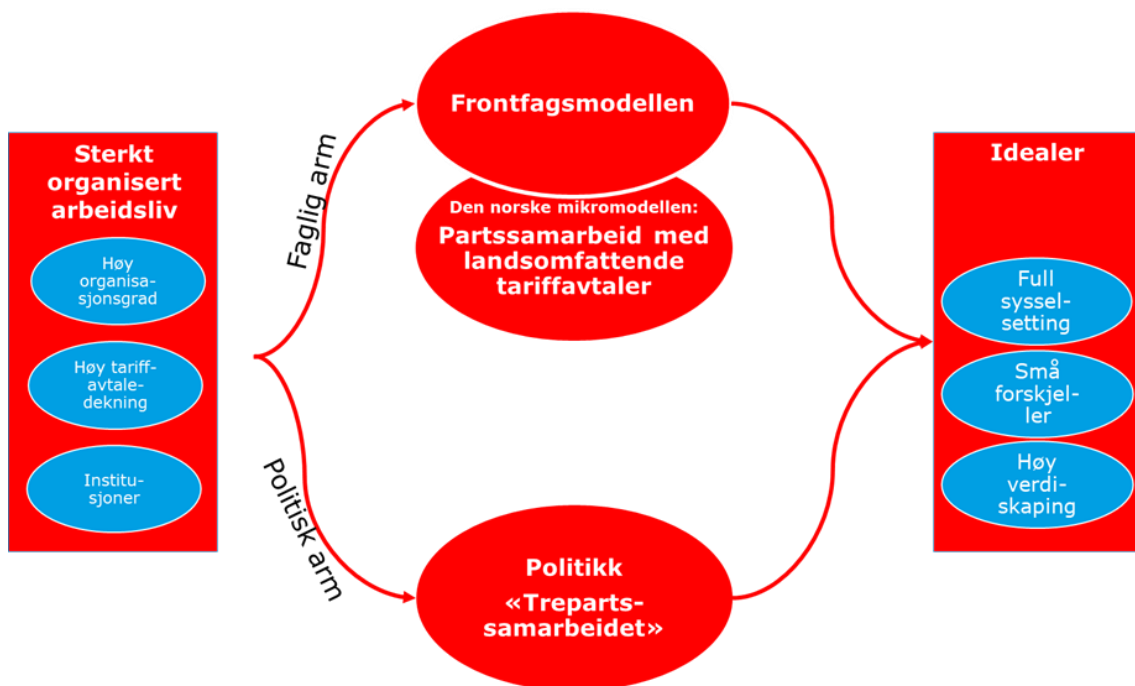 Sterkt
organisert
arbeidsliv
Høy
organisa-
sjonsgrad
Høy tariff-
avtale-
dekning
Institu-
sjoner
Faglig arm
Politisk arm
Frontfagsmodellen
Den norske mikromodellen:
Partssamarbeid med
landsomfattende
tariffavtaler
Politikk
«Treparts-
samarbeidet»
Idealer
Full
syssel-
setting
Små
forskjel-
ler
Høy
verdi-
skaping